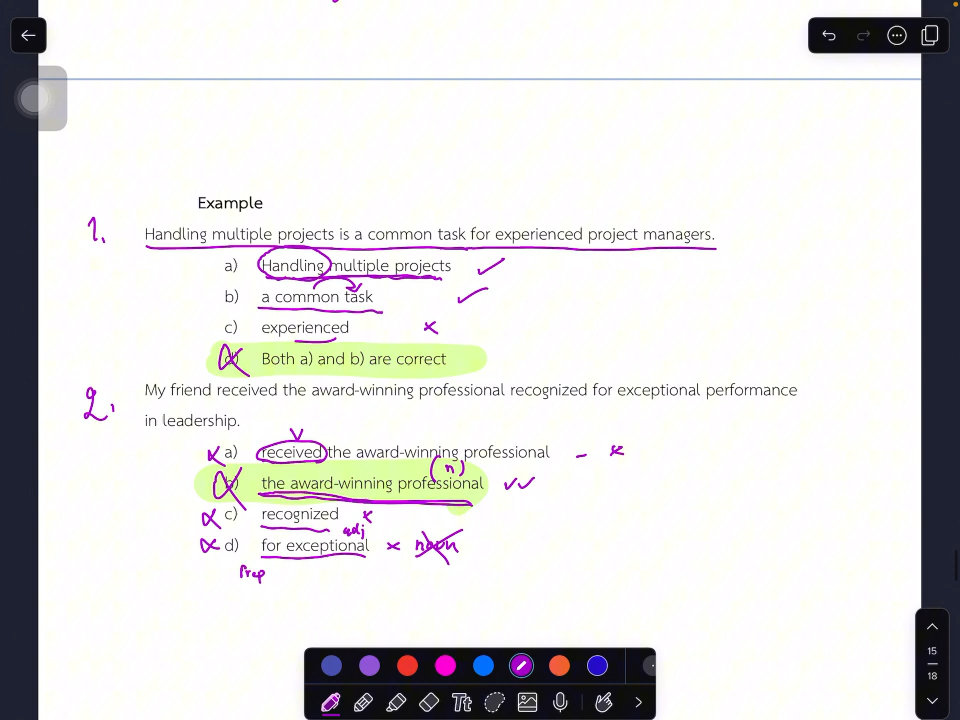 Example
1. Handling multiple projects is a common task for experienced project managers.
a) Handling multiple projects
b) a common task
c) experienced
d) Both a) and b) are correct
2. My friend received the award-winning professional recognized for exceptional performance
in leadership.
V
a) received the award-winning professional
(n)
b) the award-winning professional
c) recognized
adj
d) for exceptional noun
Prep
Tt
15
18